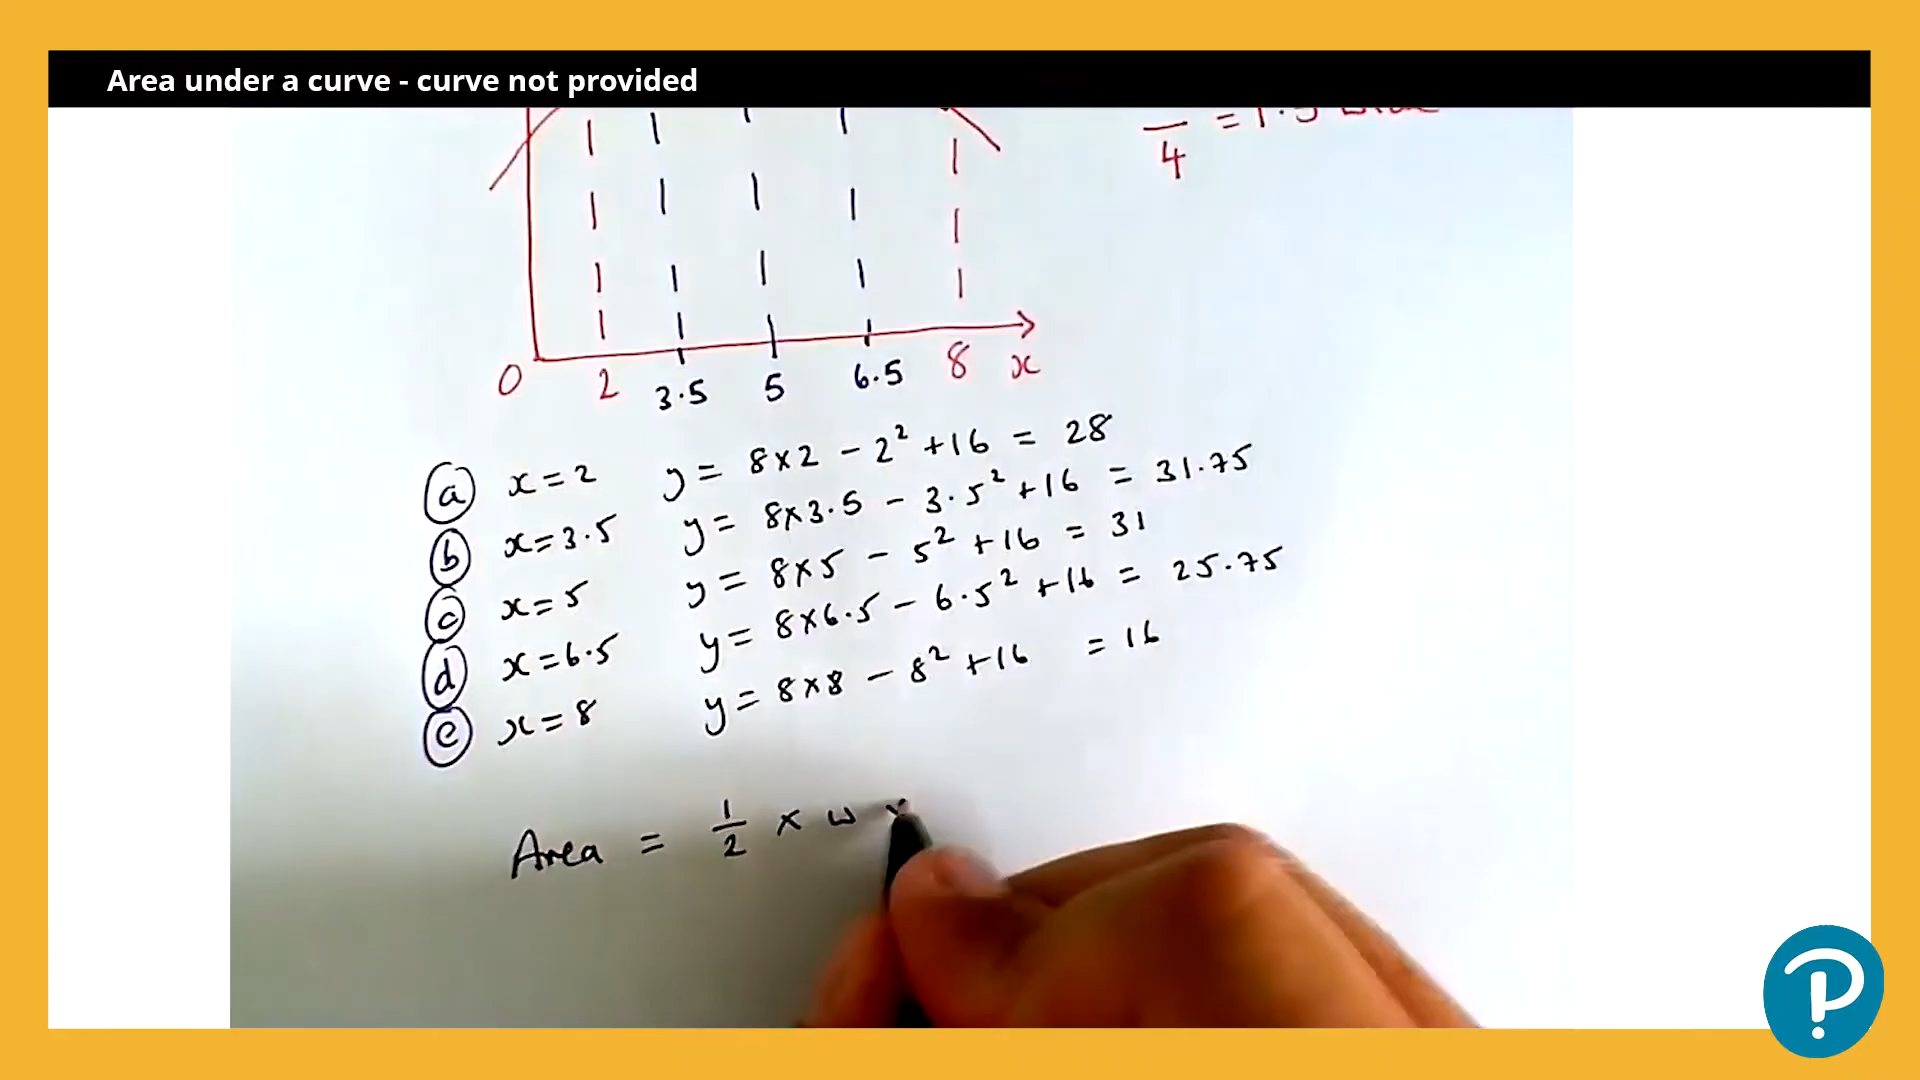 Area under a curve - curve not provided
4 = 1.5
0 2 3.5 5 6.5 8 x
a x = 2 y = 8×2 - 2² + 16 = 28
b x = 3.5 y = 8×3.5 - 3.5² + 16 = 31.75
c x = 5 y = 8×5 - 5² + 16 = 31
d x = 6.5 y = 8×6.5 - 6.5² + 16 = 25.75
e x = 8 y = 8×8 - 8² + 16 = 16
Area = 1/2 × w ×
P